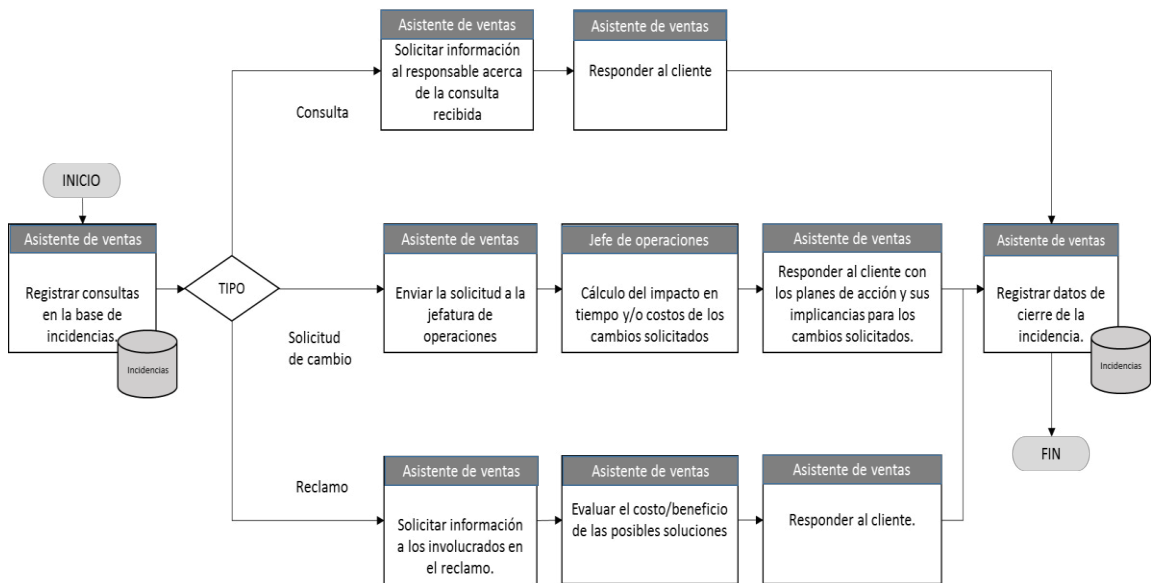 Asistente de ventas
Solicitar información
al responsable acerca
de la consulta
recibida
Asistente de ventas
Responder al cliente
Consulta
INICIO
Asistente de ventas
Registrar consultas
en la base de
incidencias.
Incidencias
TIPO
Solicitud
de cambio
Asistente de ventas
Enviar la solicitud a la
jefatura de
operaciones
Jefe de operaciones
Cálculo del impacto en
tiempo y/o costos de los
cambios solicitados
Asistente de ventas
Responder al cliente con
los planes de acción y sus
implicancias para los
cambios solicitados.
Asistente de ventas
Registrar datos de
cierre de la
incidencia.
Incidencias
FIN
Reclamo
Asistente de ventas
Solicitar información
a los involucrados en
el reclamo.
Asistente de ventas
Evaluar el costo/beneficio
de las posibles soluciones
Asistente de ventas
Responder al cliente.